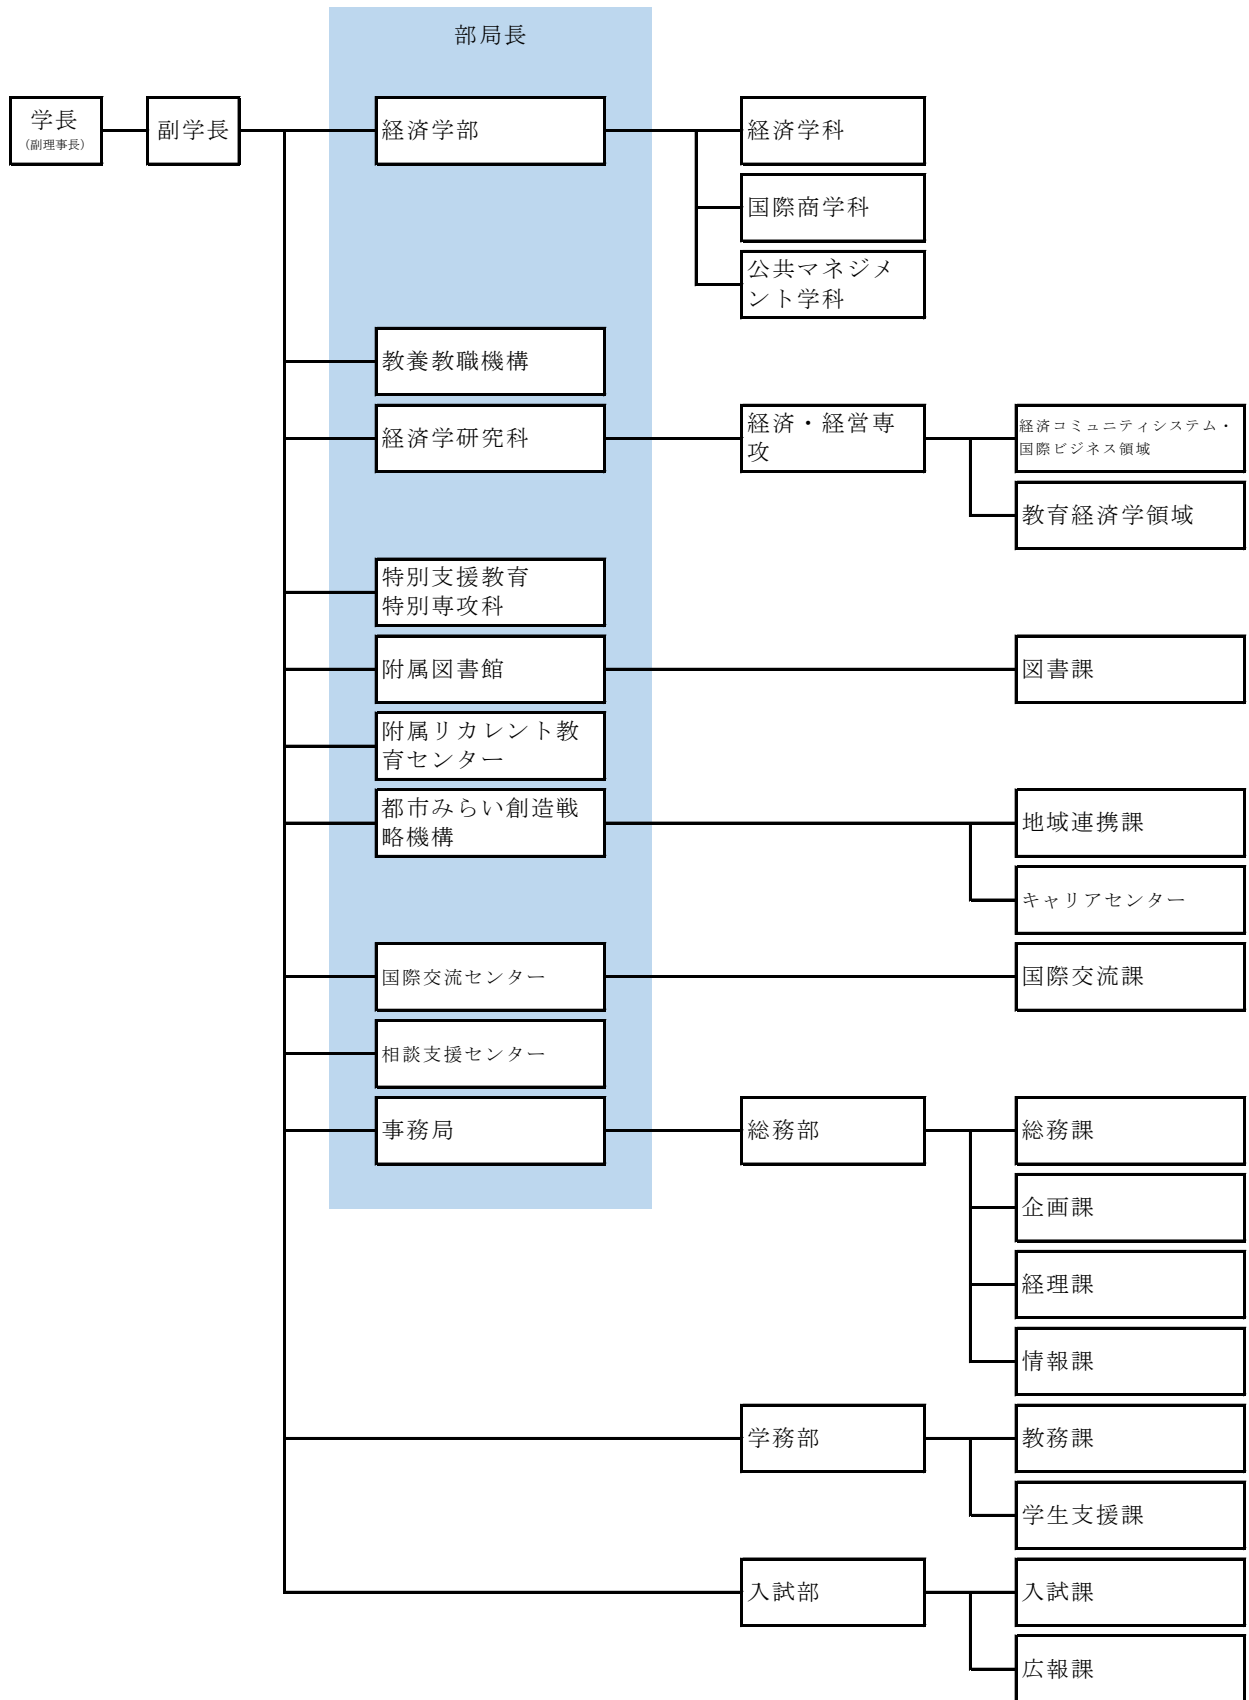 部局長
学長
(副理事長)
副学長
経済学部
経済学科
国際商学科
公共マネジメ
ント学科
教養教職機構
経済学研究科
経済・経営専
攻
経済コミュニティシステム・
国際ビジネス領域
教育経済学領域
特別支援教育
特別専攻科
附属図書館
図書課
附属リカレント教
育センター
都市みらい創造戦
略機構
地域連携課
キャリアセンター
国際交流センター
国際交流課
相談支援センター
事務局
総務部
総務課
企画課
経理課
情報課
学務部
教務課
学生支援課
入試部
入試課
広報課